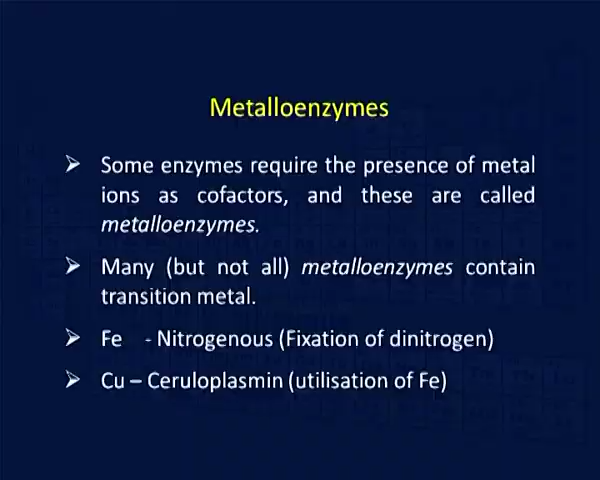 Metalloenzymes
➢ Some enzymes require the presence of metal
ions as cofactors, and these are called
metalloenzymes.
➢ Many (but not all) metalloenzymes contain
transition metal.
➢ Fe - Nitrogenous (Fixation of dinitrogen)
➢ Cu – Ceruloplasmin (utilisation of Fe)